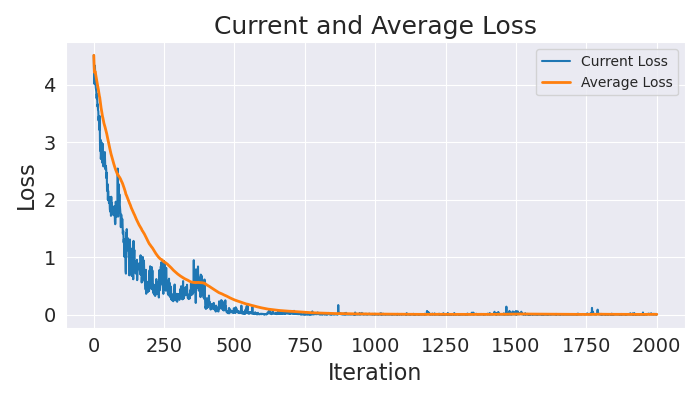 Current and Average Loss
Current Loss
Average Loss
Loss
4
3
2
1
0
0 250 500 750 1000 1250 1500 1750 2000
Iteration